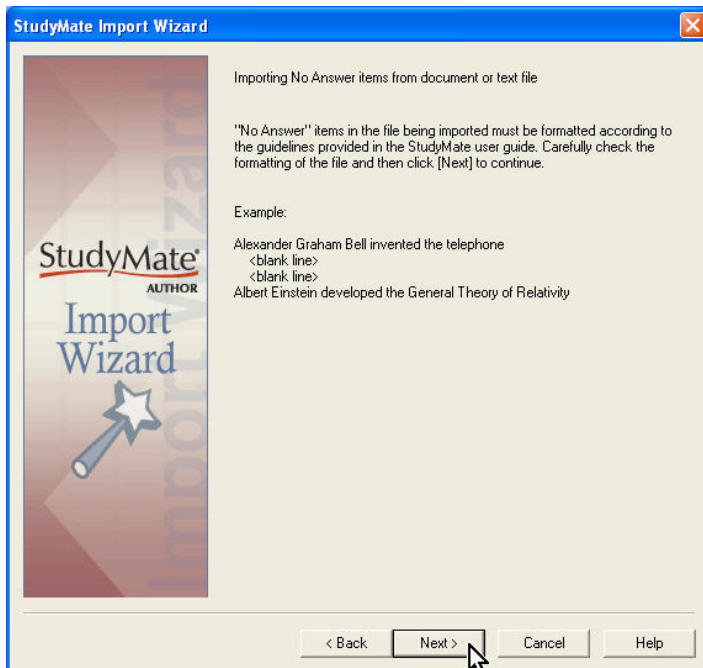 StudyMate Import Wizard
Importing No Answer items from document or text file
"No Answer" items in the file being imported must be formatted according to
the guidelines provided in the StudyMate user guide. Carefully check the
formatting of the file and then click [Next] to continue.
Example:
Alexander Graham Bell invented the telephone
<blank line>
<blank line>
Albert Einstein developed the General Theory of Relativity
Import Wizard
StudyMate®
AUTHOR
Import
Wizard
< Back
Next >
Cancel
Help